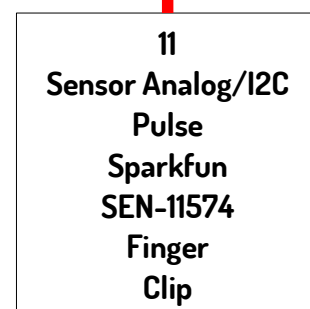 11
Sensor Analog/I2C
Pulse
Sparkfun
SEN-11574
Finger
Clip